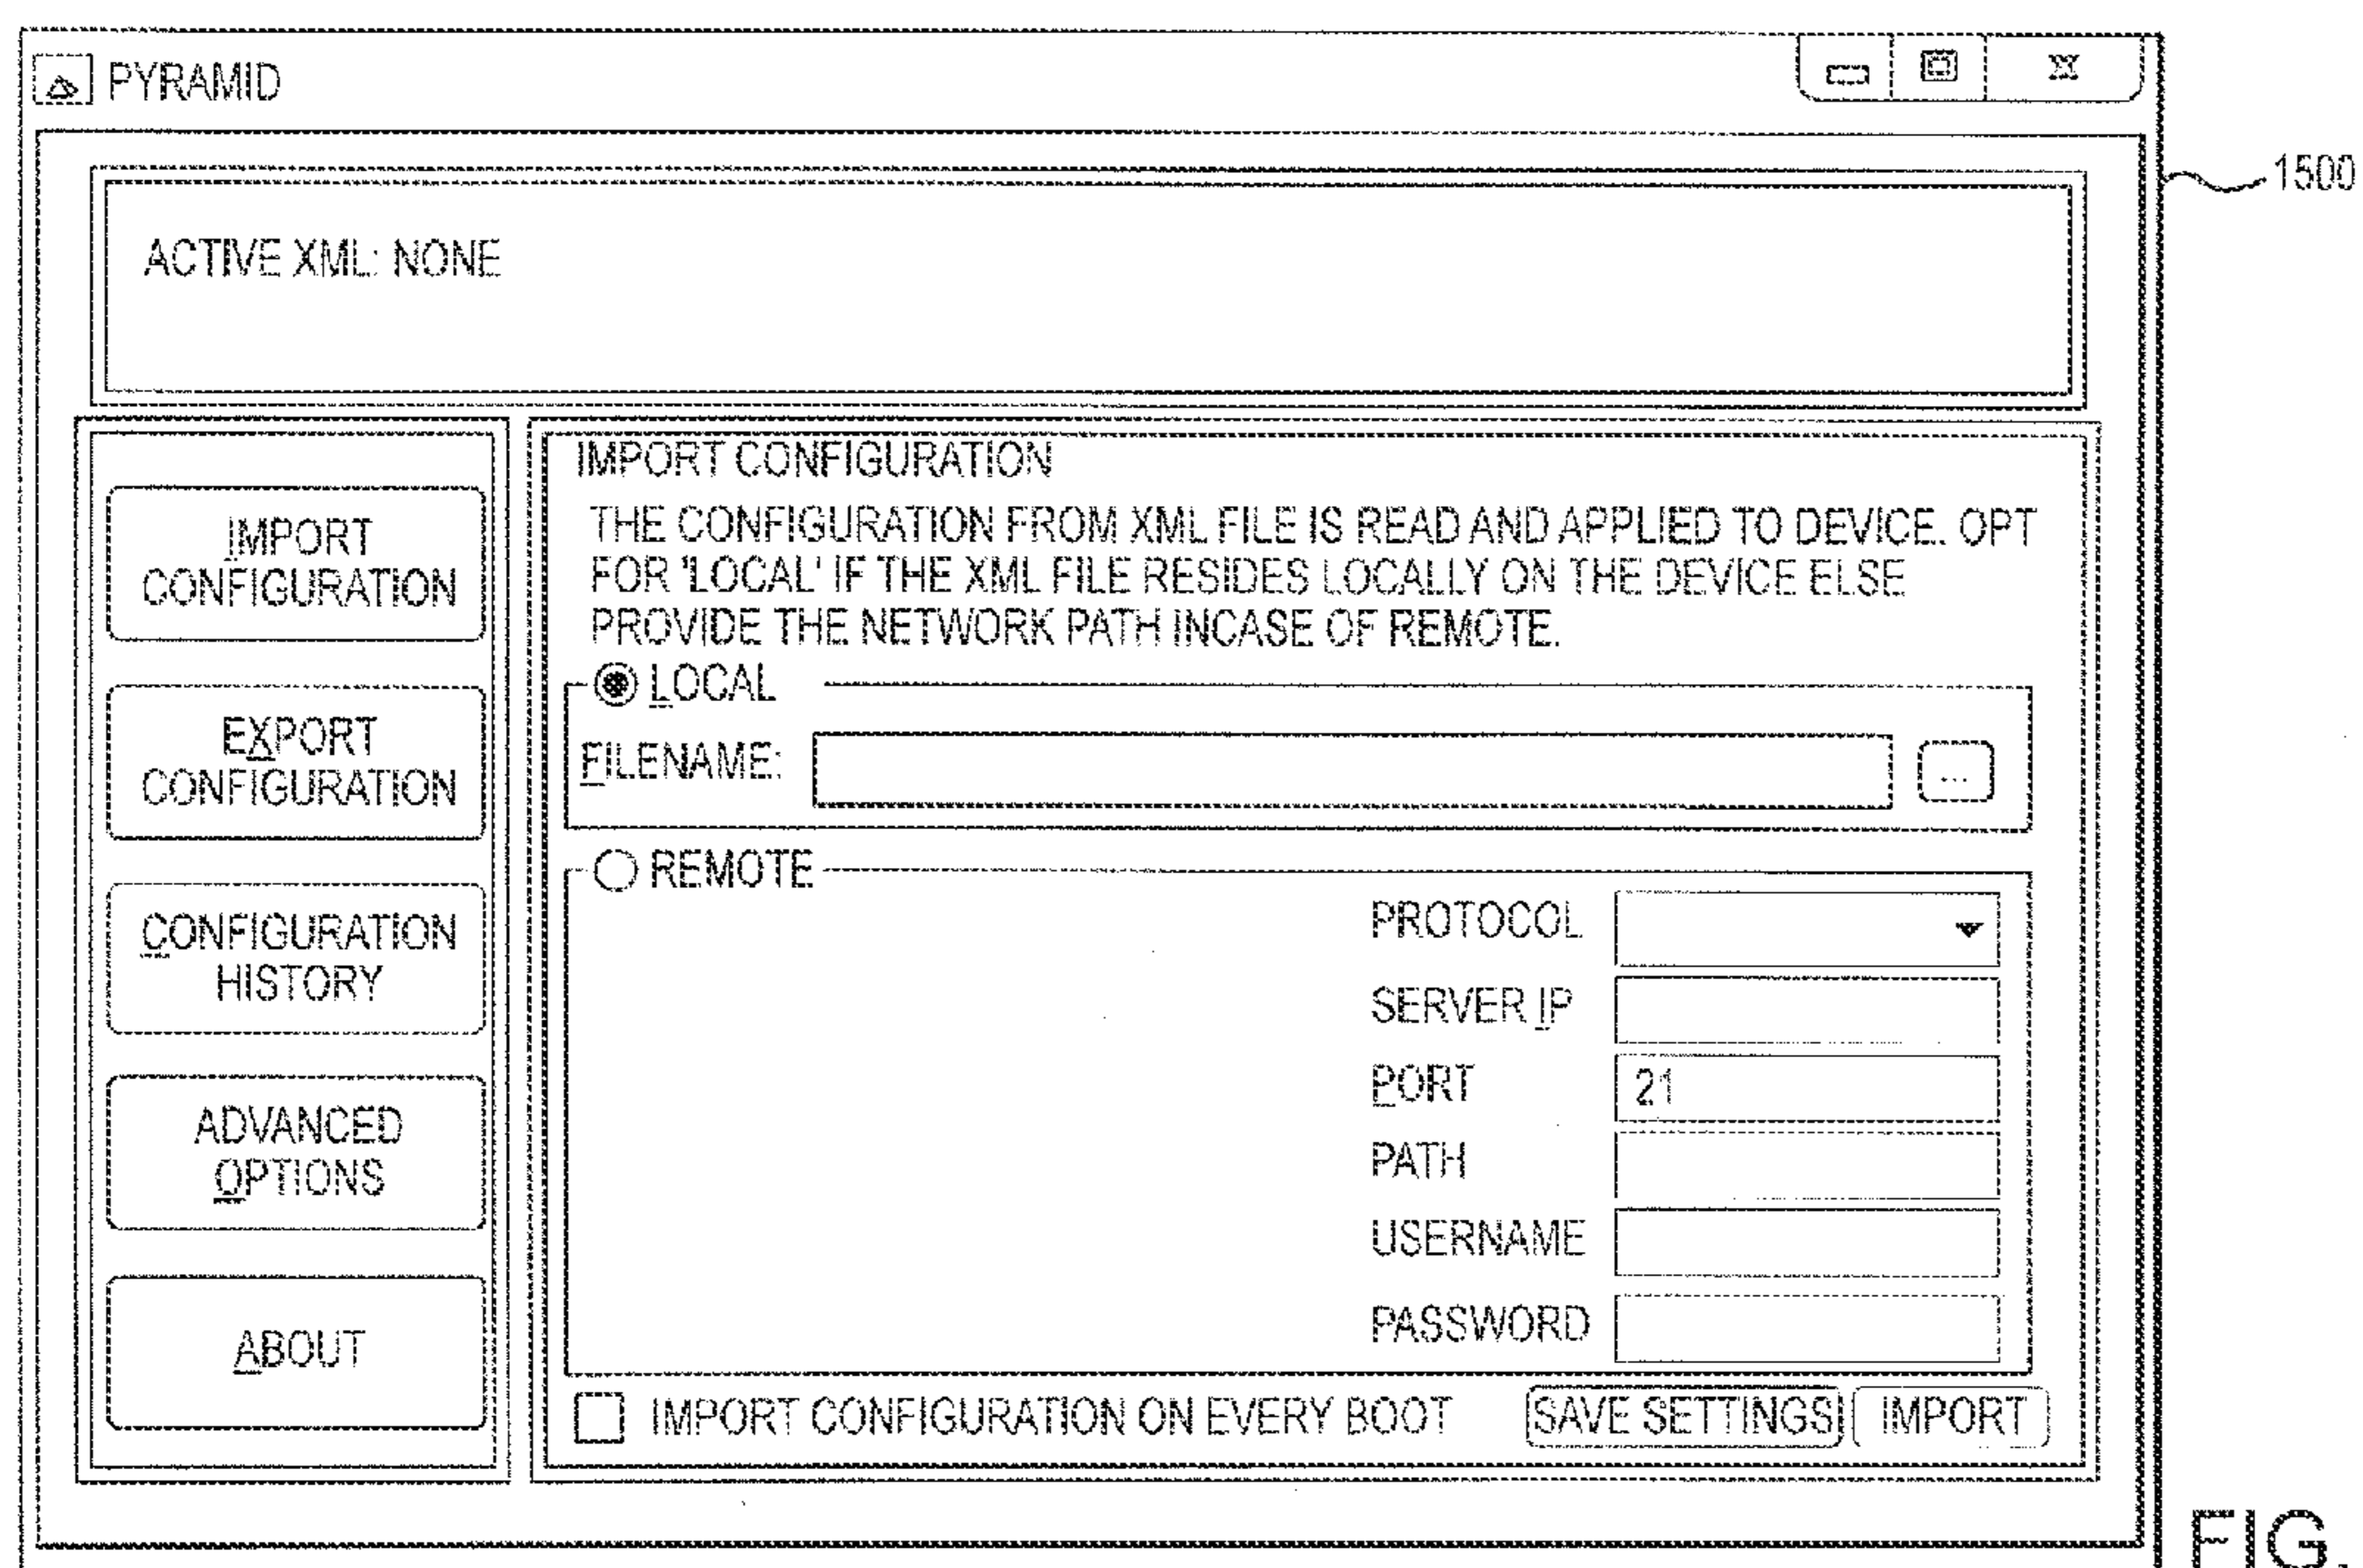 PYRAMID
1500
ACTIVE XML: NONE
IMPORT
CONFIGURATION
EXPORT
CONFIGURATION
CONFIGURATION
HISTORY
ADVANCED
OPTIONS
ABOUT
IMPORT CONFIGURATION
THE CONFIGURATION FROM XML FILE IS READ AND APPLIED TO DEVICE. OPT
FOR 'LOCAL' IF THE XML FILE RESIDES LOCALLY ON THE DEVICE ELSE
PROVIDE THE NETWORK PATH INCASE OF REMOTE.
LOCAL
FILENAME:
...
REMOTE
PROTOCOL
SERVER IP
PORT 21
PATH
USERNAME
PASSWORD
IMPORT CONFIGURATION ON EVERY BOOT SAVE SETTINGS IMPORT
FIG.